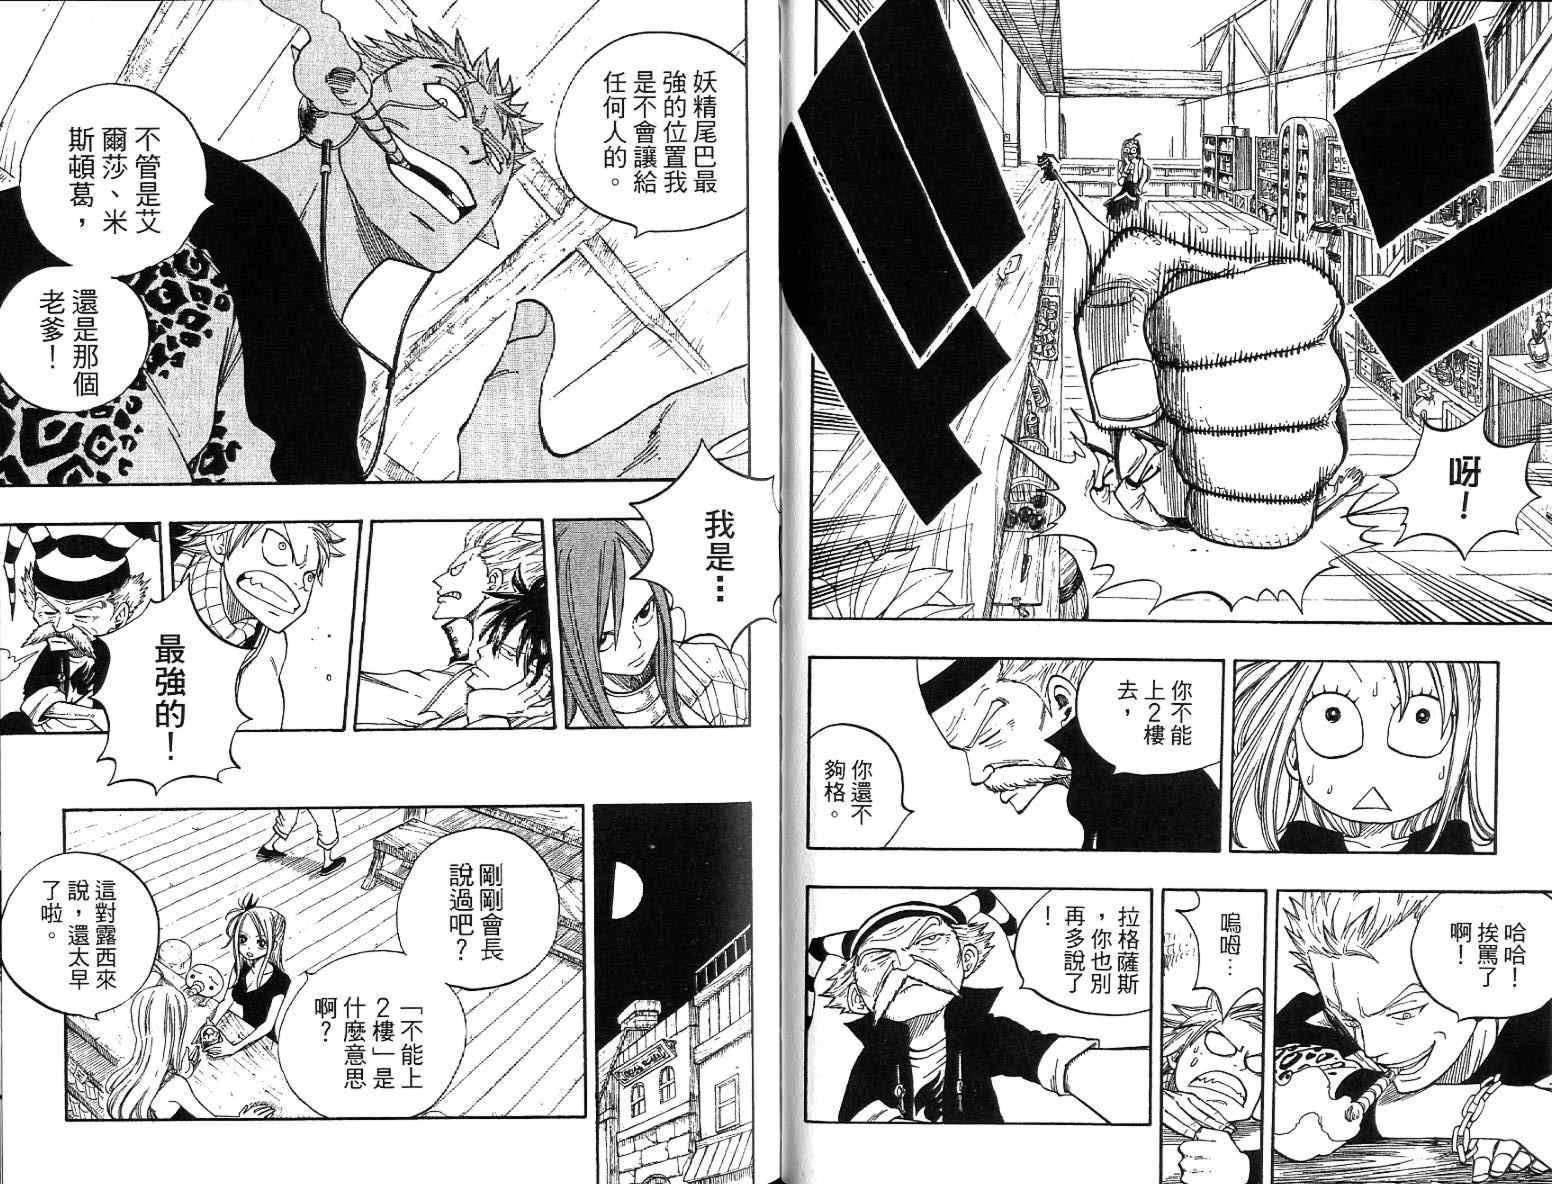 呀！
你不能
上2樓
去，
你還不
夠格。
哈哈！
挨罵了
啊！
嗚姆…
拉格薩斯
，你也別
再多說了
！
妖精尾巴最
強的位置我
是不會讓給
任何人的。
不管是艾
爾莎、米
斯頓葛，
還是那個
老爹！
我是…
最強的！
剛剛會長
說過吧？
「不能上
2樓」是
什麼意思
啊？
這對露西來
說，還太早
了啦。